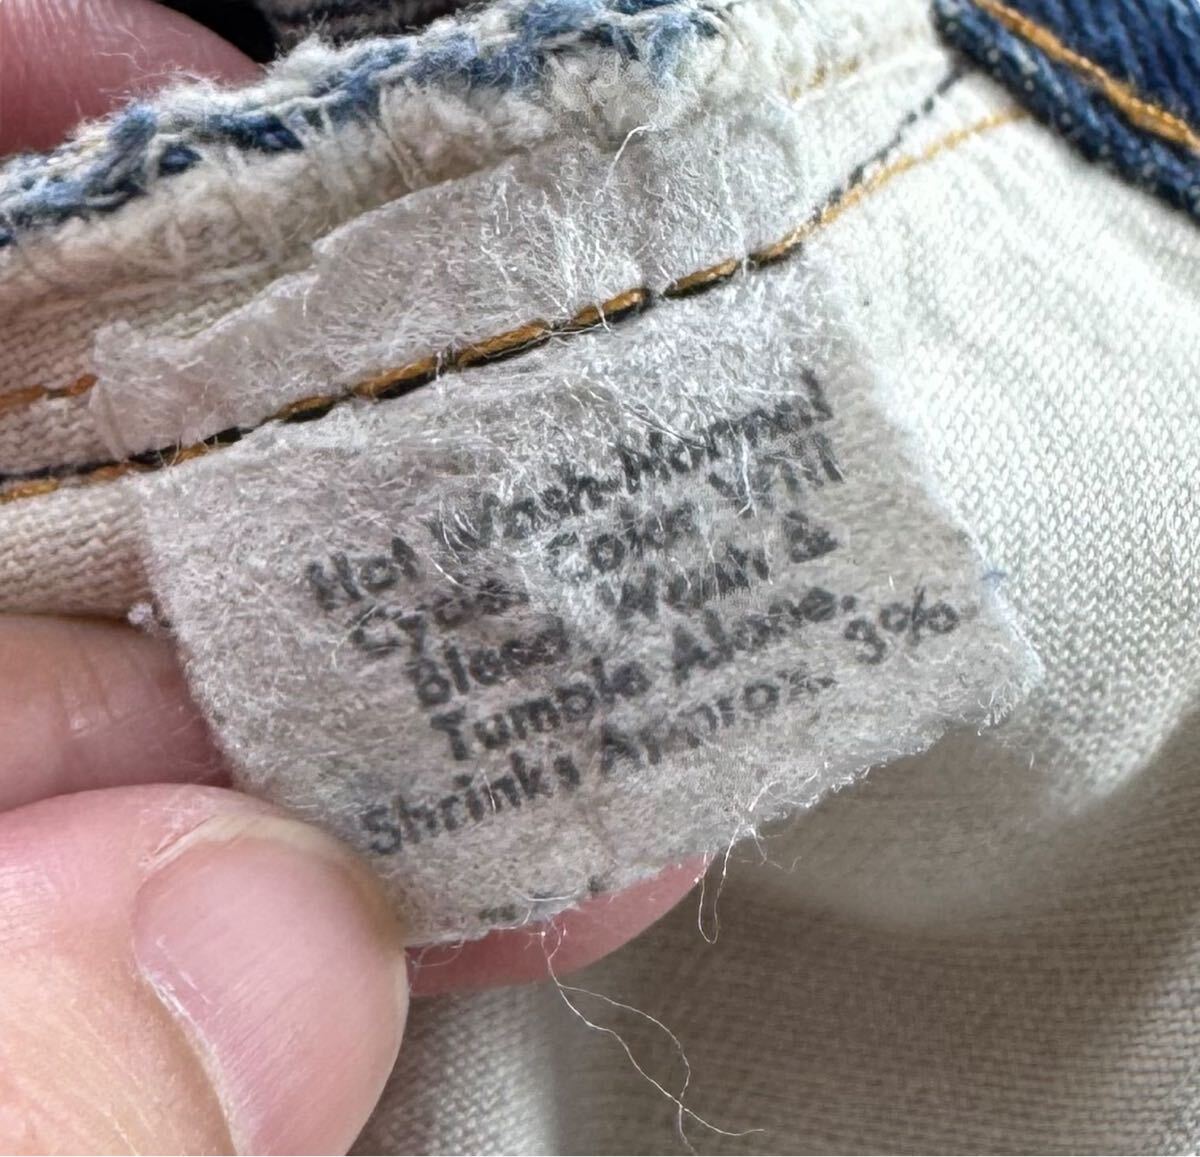 Hot Wash-Normal
Cycle Color Will
Bleed Wash &
Tumble Alone.
Shrinks Approx. 3%